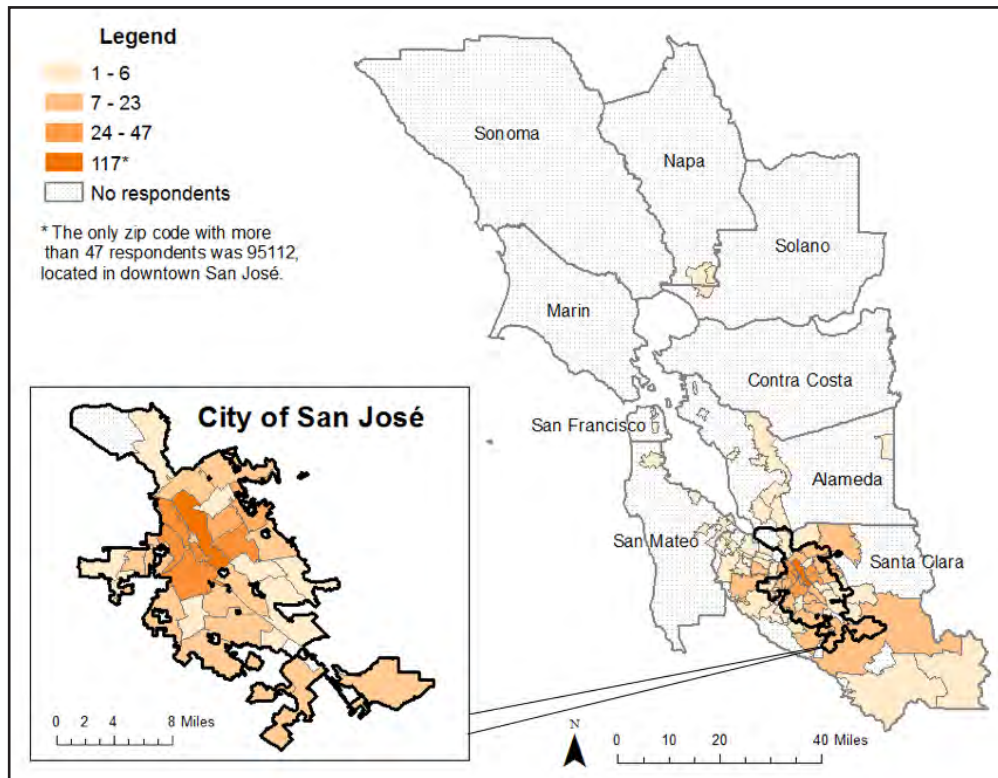 Legend
1 - 6
7 - 23
24 - 47
117*
No respondents
* The only zip code with more
than 47 respondents was 95112,
located in downtown San José.
Sonoma
Napa
Solano
Marin
Contra Costa
San Francisco
Alameda
San Mateo
Santa Clara
City of San José
0 2 4 8 Miles
N
0 10 20 40 Miles